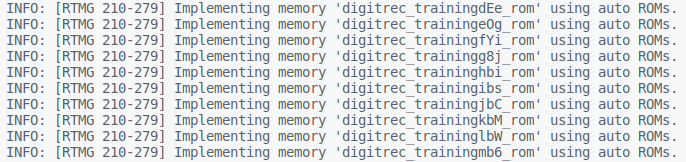 INFO: [RTMG 210-279] Implementing memory 'digitrec_trainingdEe_rom' using auto ROMs.
INFO: [RTMG 210-279] Implementing memory 'digitrec_trainingeOg_rom' using auto ROMs.
INFO: [RTMG 210-279] Implementing memory 'digitrec_trainingfYi_rom' using auto ROMs.
INFO: [RTMG 210-279] Implementing memory 'digitrec_trainingg8j_rom' using auto ROMs.
INFO: [RTMG 210-279] Implementing memory 'digitrec_traininghbi_rom' using auto ROMs.
INFO: [RTMG 210-279] Implementing memory 'digitrec_trainingibs_rom' using auto ROMs.
INFO: [RTMG 210-279] Implementing memory 'digitrec_trainingjbC_rom' using auto ROMs.
INFO: [RTMG 210-279] Implementing memory 'digitrec_trainingkbM_rom' using auto ROMs.
INFO: [RTMG 210-279] Implementing memory 'digitrec_traininglbW_rom' using auto ROMs.
INFO: [RTMG 210-279] Implementing memory 'digitrec_trainingmb6_rom' using auto ROMs.